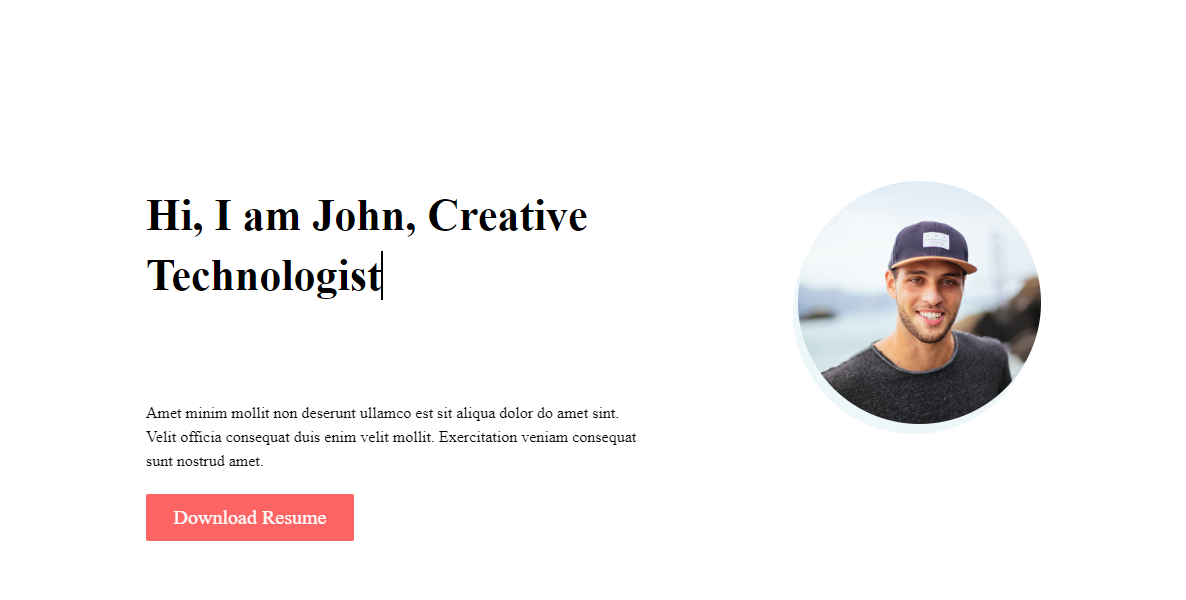 Hi, I am John, Creative
Technologist
Amet minim mollit non deserunt ullamco est sit aliqua dolor do amet sint.
Velit officia consequat duis enim velit mollit. Exercitation veniam consequat
sunt nostrud amet.
Download Resume